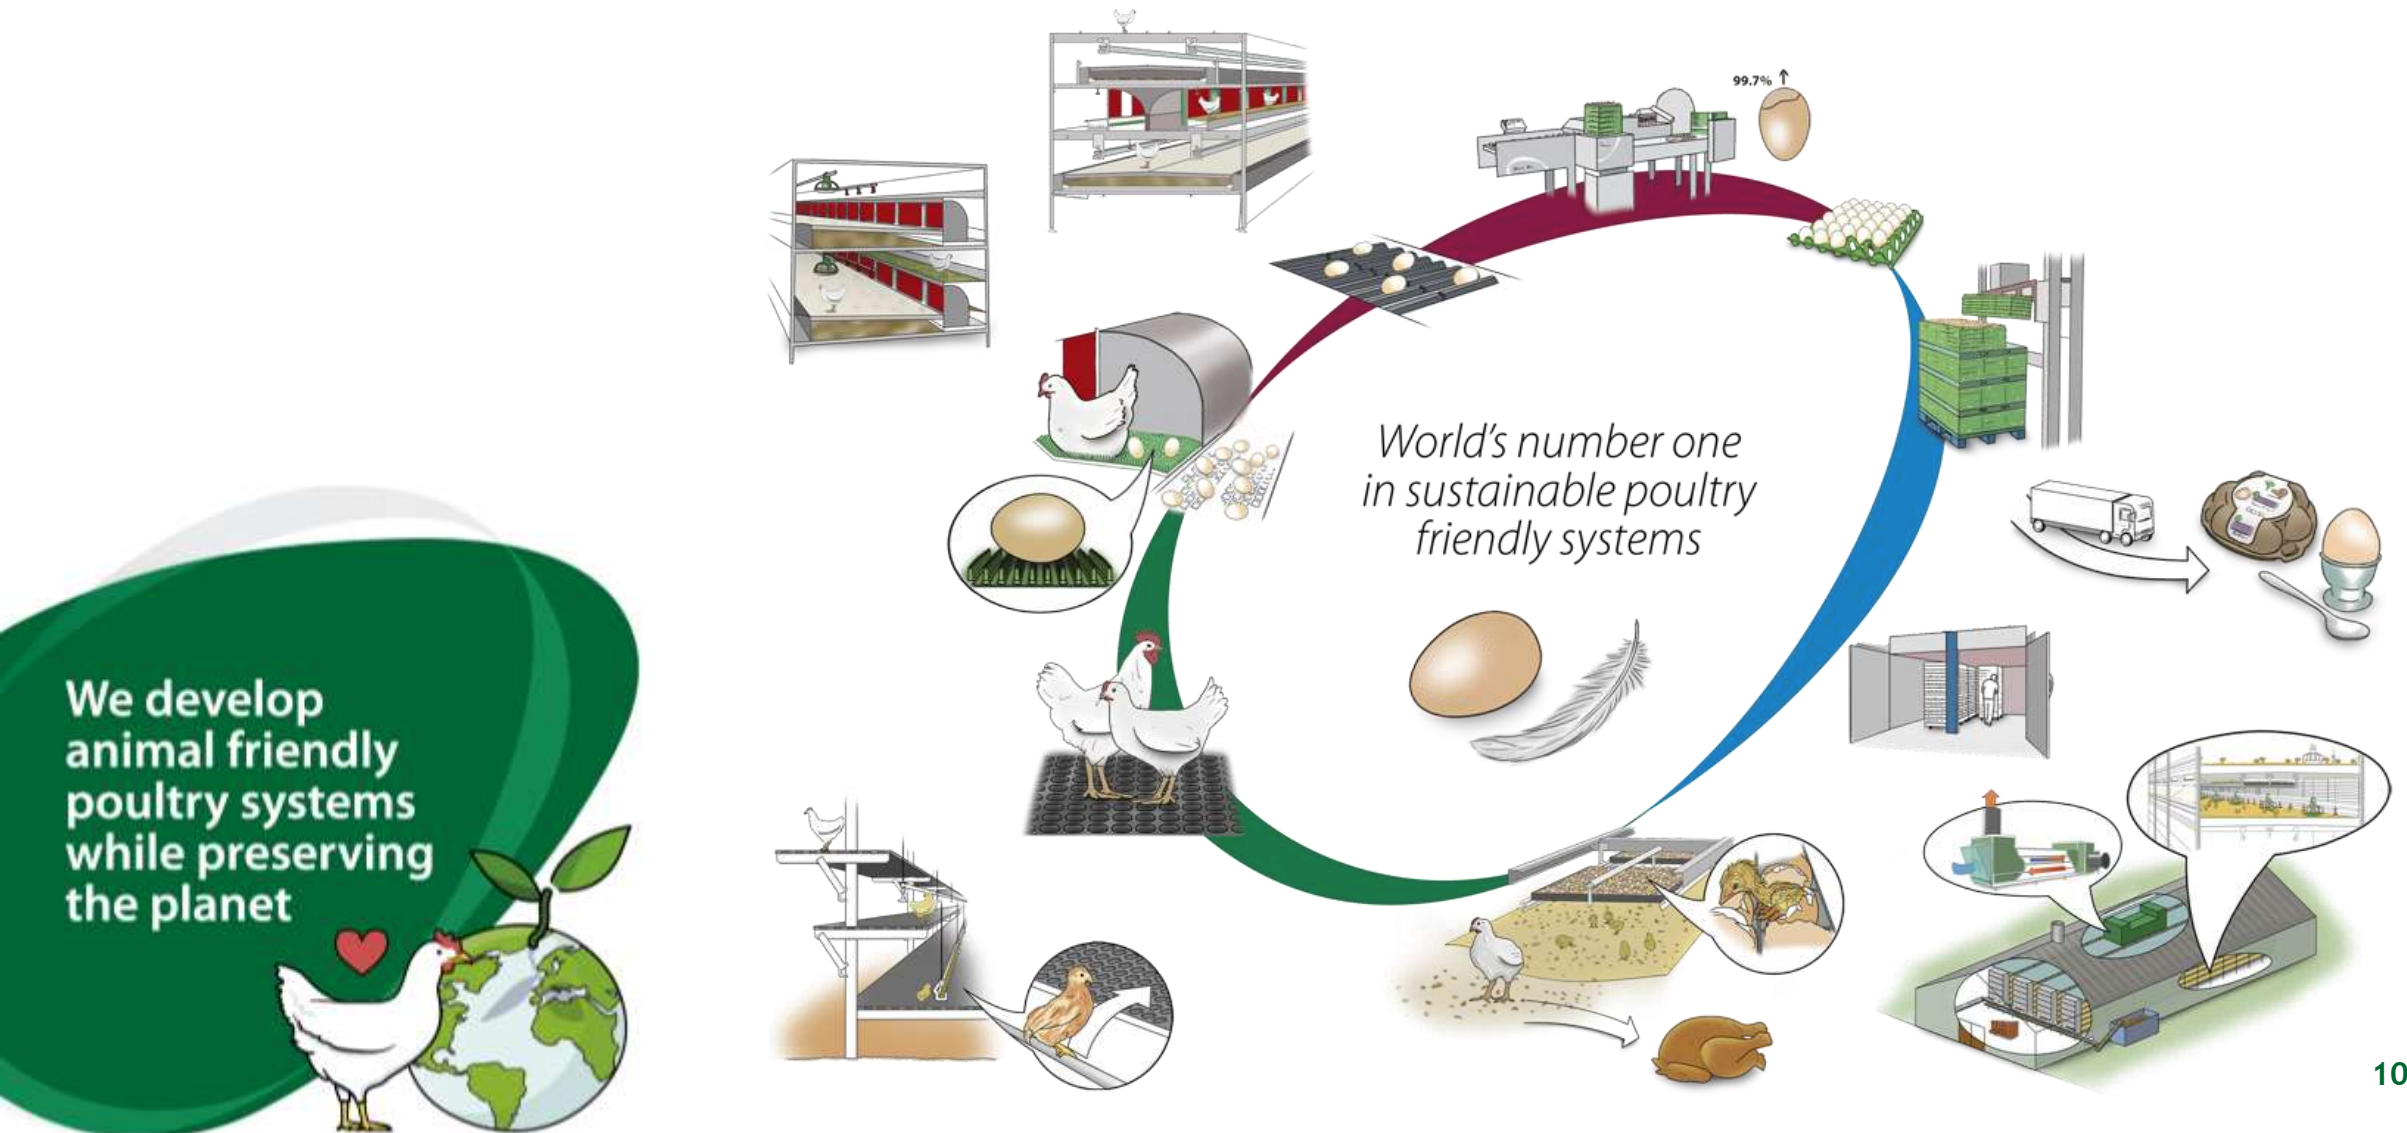 99.7%
World's number one
in sustainable poultry
friendly systems
We develop
animal friendly
poultry systems
while preserving
the planet
10